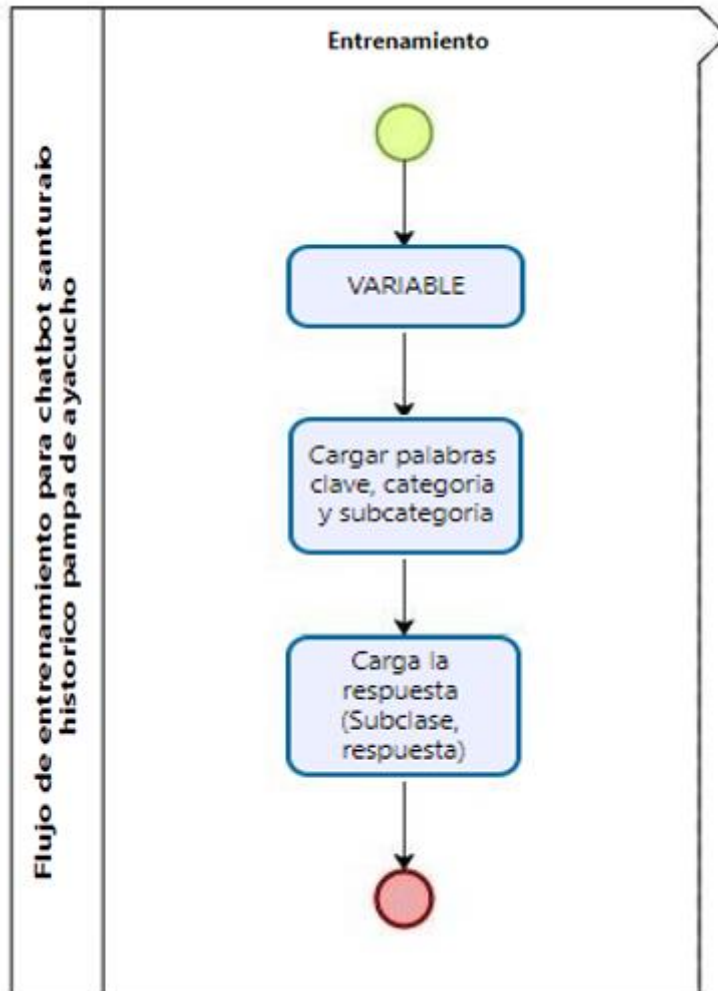 Entrenamiento
Flujo de entrenamiento para chatbot santuraio
historico pampa de ayacucho
VARIABLE
Cargar palabras
clave, categoria
y subcategoria
Carga la
respuesta
(Subclase,
respuesta)